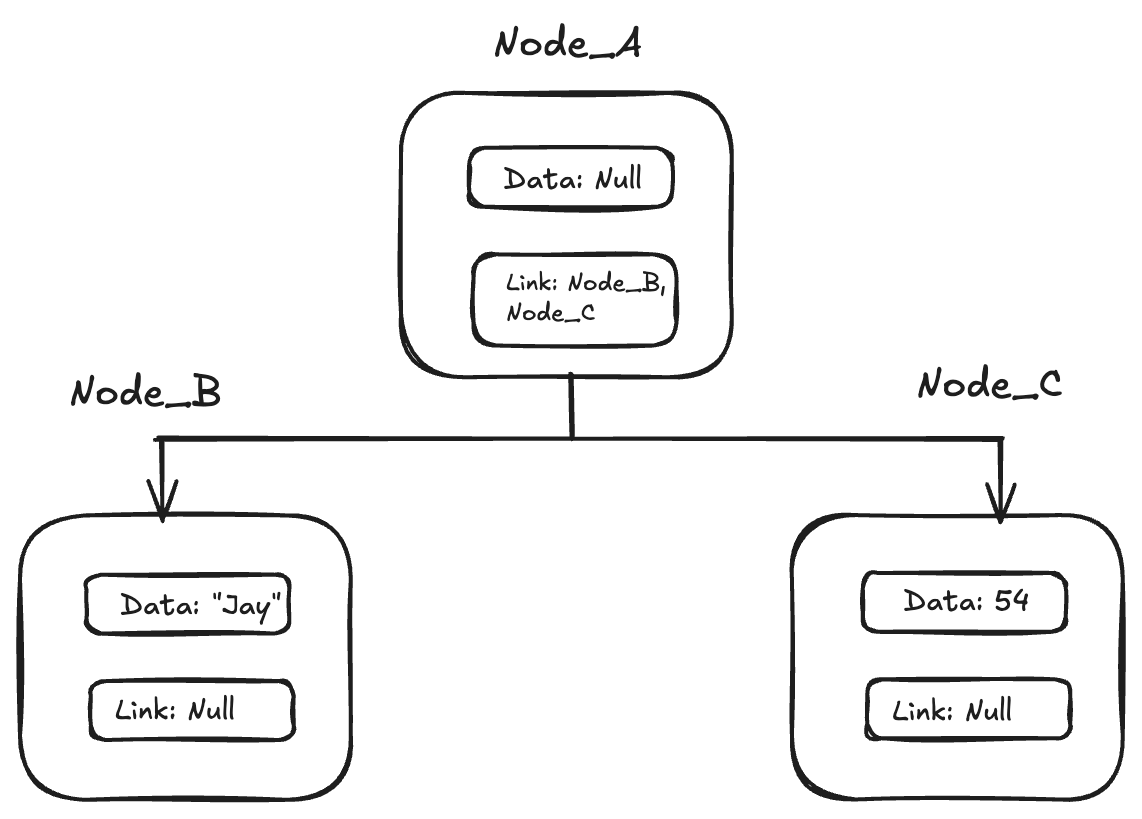 Node_A
Data: Null
Link: Node_B,
Node_C
Node_B
Node_C
Data: "Jay"
Link: Null
Data: 54
Link: Null